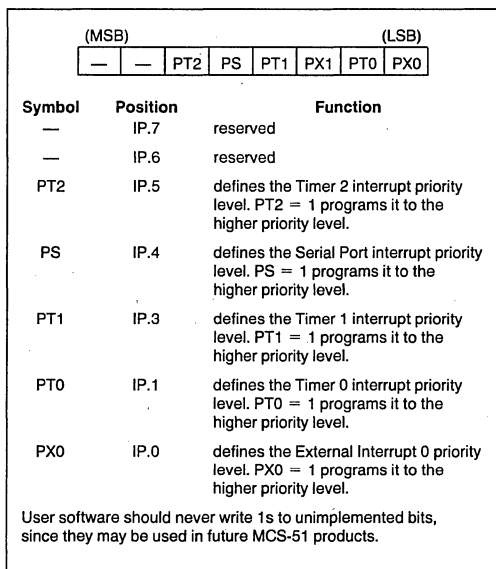 (MSB) (LSB)
— — PT2 PS PT1 PX1 PT0 PX0
Symbol Position Function
— IP.7 reserved
— IP.6 reserved
PT2 IP.5 defines the Timer 2 interrupt priority
level. PT2 = 1 programs it to the
higher priority level.
PS IP.4 defines the Serial Port interrupt priority
level. PS = 1 programs it to the
higher priority level.
PT1 IP.3 defines the Timer 1 interrupt priority
level. PT1 = 1 programs it to the
higher priority level.
PT0 IP.1 defines the Timer 0 interrupt priority
level. PT0 = 1 programs it to the
higher priority level.
PX0 IP.0 defines the External Interrupt 0 priority
level. PX0 = 1 programs it to the
higher priority level.
User software should never write 1s to unimplemented bits,
since they may be used in future MCS-51 products.